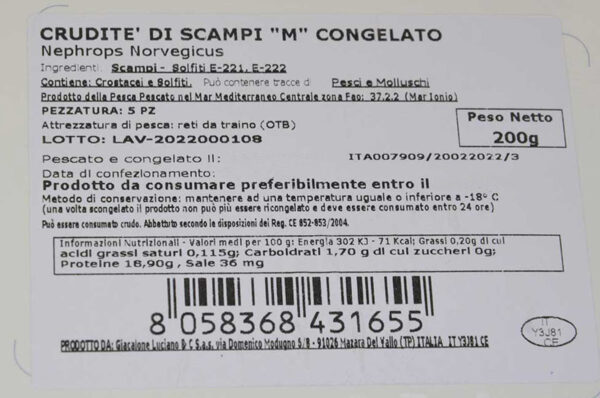 CRUDITE' DI SCAMPI "M" CONGELATO
Nephrops Norvegicus
Ingredienti: Scampi - Solfiti E-221, E-222
Contiene: Crostacei e Solfiti. Può contenere tracce di Pesci e Molluschi
Prodotto della Pesca Pescato nel Mar Mediterraneo Centrale zona Fao: 37.2.2 (Mar Ionio)
PEZZATURA: 5 PZ
Attrezzatura di pesca: reti da traino (OTB)
LOTTO: LAV-2022000108
Peso Netto
200g
Pescato e congelato il: ITA007909/20022022/3
Data di confezionamento:
Prodotto da consumare preferibilmente entro il
Metodo di conservazione: mantenere ad una temperatura uguale o inferiore a -18° C
(una volta scongelato il prodotto non può più essere ricongelato e deve essere consumato entro 24 ore)
Può essere consumato crudo. Abbattuto secondo le disposizioni dei Reg. CE 852-853/2004.
Informazioni Nutrizionali - Valori medi per 100 g: Energia 302 KJ - 71 Kcal; Grassi 0,20g di cui
acidi grassi saturi 0,115g; Carboidrati 1,70 g di cui zuccheri 0g;
Proteine 18,90g, Sale 36 mg
8 058368 431655
IT
Y3J81
CE
PRODOTTO DA: Giacalone Luciano & C S.a.s. via Domenico Modugno 5/8 - 91026 Mazara Del Vallo (TP) ITALIA IT Y3J81 CE